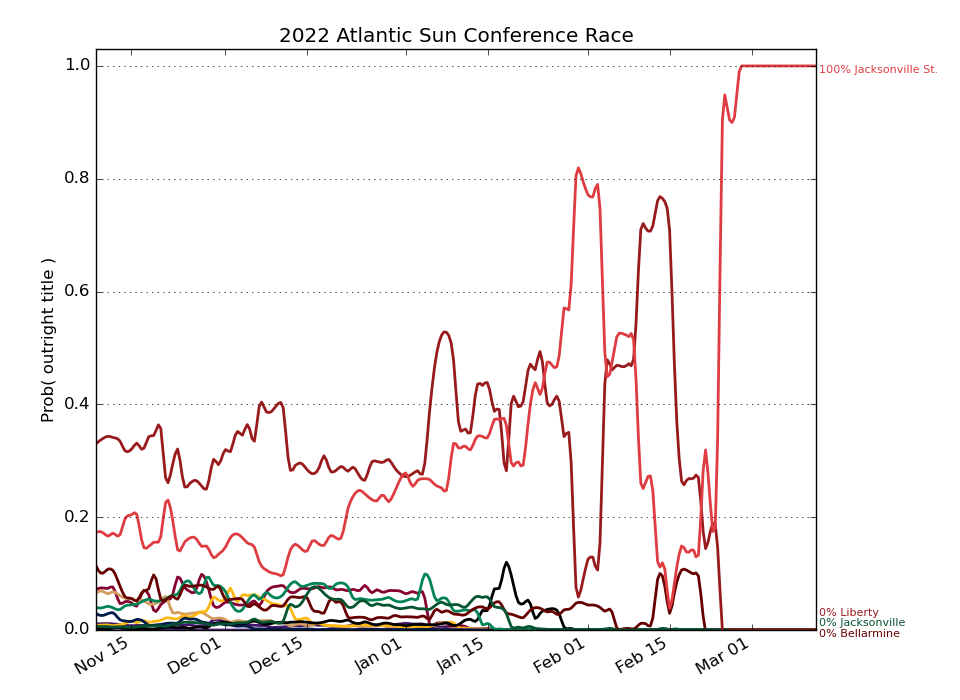 2022 Atlantic Sun Conference Race
Prob( outright title )
1.0
0.8
0.6
0.4
0.2
0.0
Nov 15
Dec 01
Dec 15
Jan 01
Jan 15
Feb 01
Feb 15
Mar 01
100% Jacksonville St.
0% Liberty
0% Jacksonville
0% Bellarmine